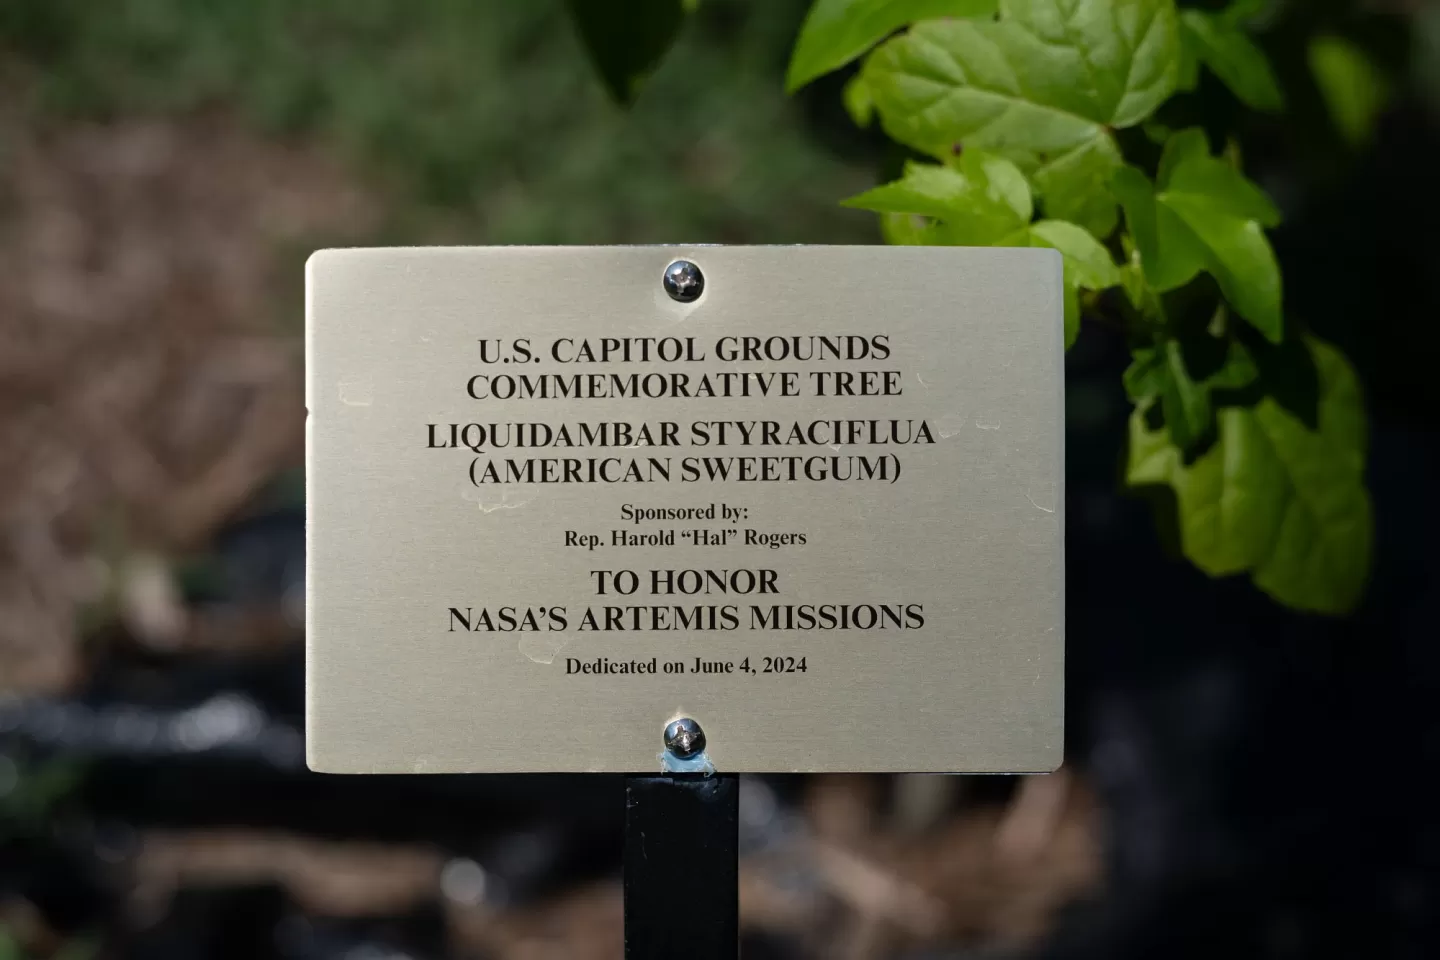 U.S. CAPITOL GROUNDS
COMMEMORATIVE TREE
LIQUIDAMBAR STYRACIFLUA
(AMERICAN SWEETGUM)
Sponsored by:
Rep. Harold “Hal” Rogers
TO HONOR
NASA’S ARTEMIS MISSIONS
Dedicated on June 4, 2024